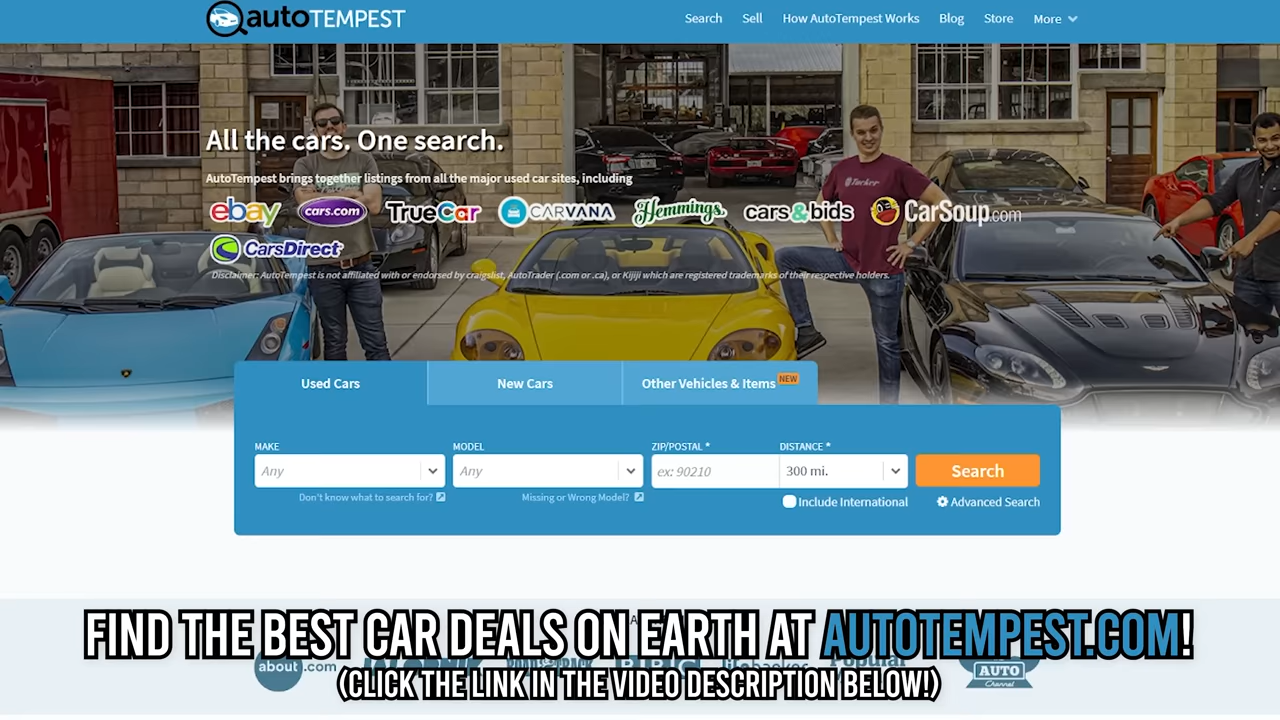 autoTEMPEST
Search Sell How AutoTempest Works Blog Store More
All the cars. One search.
AutoTempest brings together listings from all the major used car sites, including
ebay cars.com TrueCar CARVANA Hemmings. cars&bids CarSoup.com
CarsDirect
Disclaimer: AutoTempest is not affiliated with or endorsed by craigslist, AutoTrader (.com or .ca), or Kijiji which are registered trademarks of their respective holders.
Tucker
Used Cars New Cars Other Vehicles & Items NEW
MAKE MODEL ZIP/POSTAL * DISTANCE *
Any Any ex: 90210 300 mi. Search
Don't know what to search for? Missing or Wrong Model? Include International Advanced Search
FIND THE BEST CAR DEALS ON EARTH AT AUTOTEMPEST.COM!
about.com Popular AUTO
Channel
(CLICK THE LINK IN THE VIDEO DESCRIPTION BELOW!)